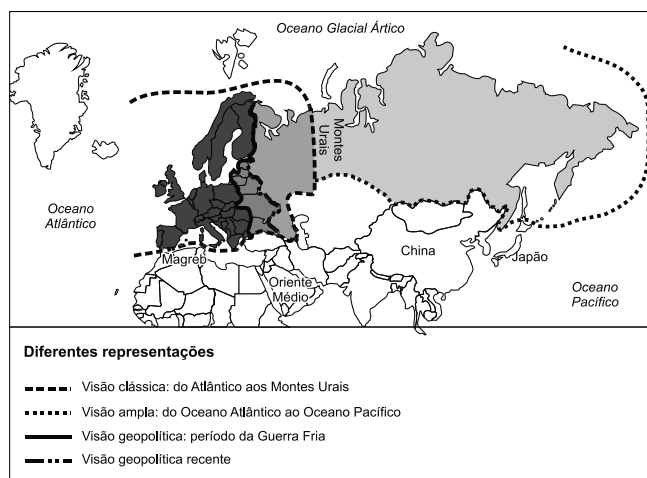 Oceano Glacial Ártico
Montes
Urais
Oceano
Atlântico
Magreb
Oriente
Médio
China
Japão
Oceano
Pacífico
Diferentes representações
Visão clássica: do Atlântico aos Montes Urais
Visão ampla: do Oceano Atlântico ao Oceano Pacífico
Visão geopolítica: período da Guerra Fria
Visão geopolítica recente